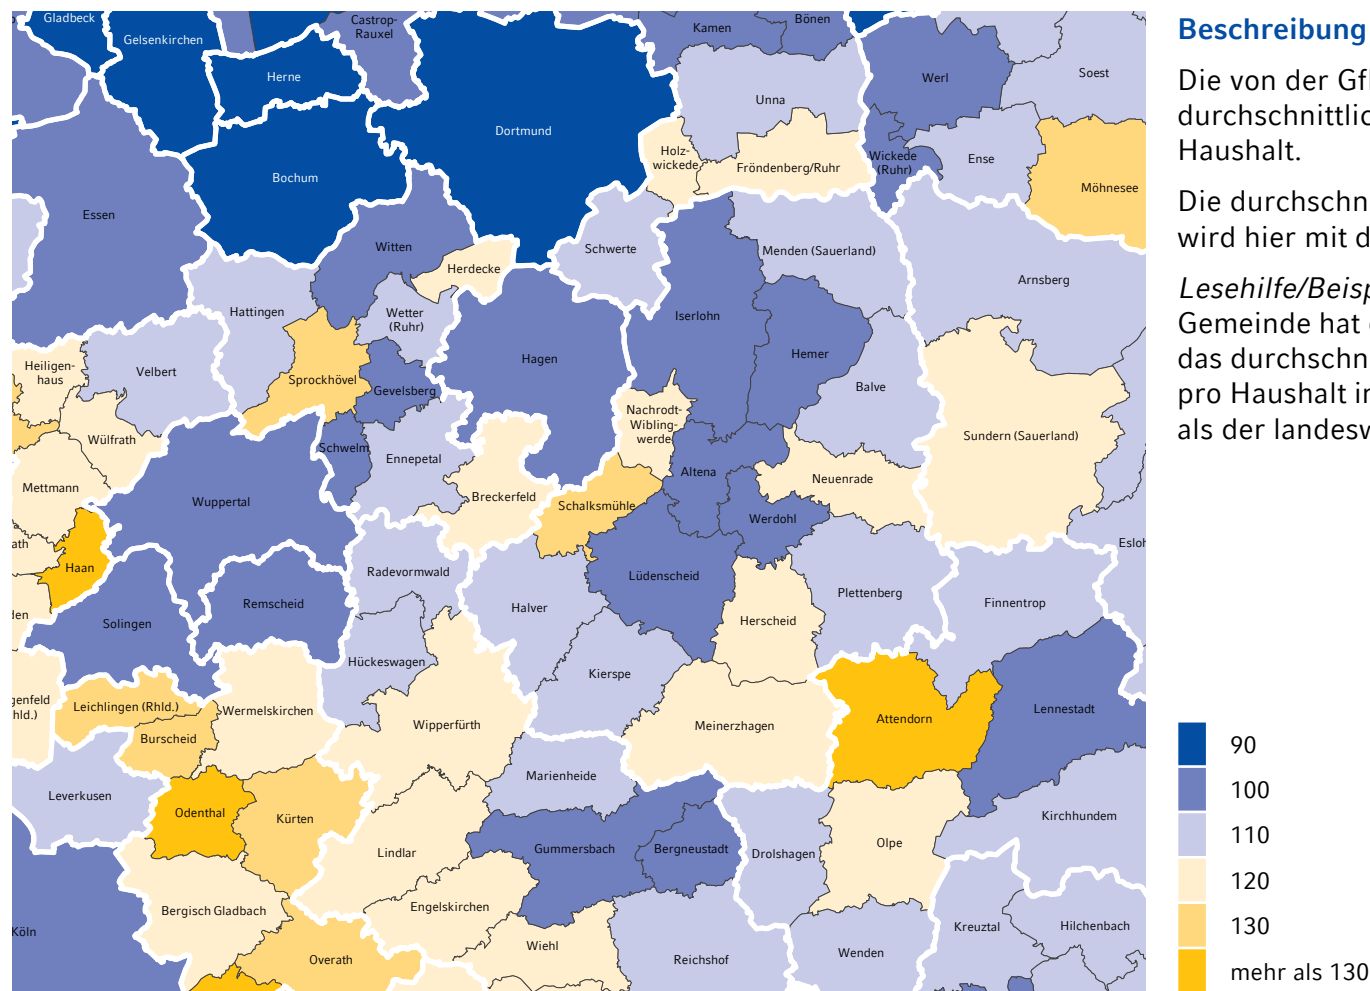 Gladbeck
Gelsenkirchen
Castrop-
Rauxel
Herne
Kamen
Bönen
Werl
Soest
Unna
Dortmund
Bochum
Holz-
wickede
Fröndenberg/Ruhr
Wickede
(Ruhr)
Ense
Möhnesee
Essen
Witten
Herdecke
Schwerte
Menden (Sauerland)
Arnsberg
Hattingen
Wetter
(Ruhr)
Iserlohn
Hemer
Hagen
Balve
Heiligen-
haus
Velbert
Sprockhövel
Gevelsberg
Nachrodt-
Wibling-
werde
Sundern (Sauerland)
Wülfrath
Schwelm
Ennepetal
Altena
Neuenrade
Mettmann
Wuppertal
Breckerfeld
Schalksmühle
Werdohl
ath
Haan
Esloh
Radevormwald
Lüdenscheid
Plettenberg
Finnentrop
den
Solingen
Remscheid
Halver
Herscheid
Hückeswagen
Kierspe
genfeld
hld.)
Leichlingen (Rhld.)
Wermelskirchen
Wipperfürth
Meinerzhagen
Attendorn
Lennestadt
Burscheid
Leverkusen
Marienheide
Odenthal
Kürten
Kirchhundem
Lindlar
Gummersbach
Bergneustadt
Drolshagen
Olpe
Bergisch Gladbach
Engelskirchen
Köln
Wiehl
Kreuztal
Hilchenbach
Overath
Reichshof
Wenden
Beschreibung
Die von der Gf
durchschnittlic
Haushalt.
Die durchschn
wird hier mit d
Lesehilfe/Beisp
Gemeinde hat
das durchschn
pro Haushalt in
als der landesw
90
100
110
120
130
mehr als 130